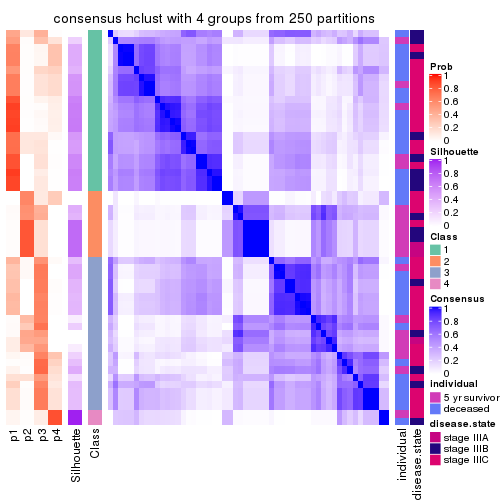 consensus hclust with 4 groups from 250 partitions
Prob
1
0.8
0.6
0.4
0.2
0
Silhouette
1
0.8
0.6
0.4
0.2
0
Class
1
2
3
4
Consensus
1
0.8
0.6
0.4
0.2
0
individual
5 yr survivor
deceased
disease.state
stage IIIA
stage IIIB
stage IIIC
p1
p2
p3
p4
Silhouette
Class
individual
disease.state